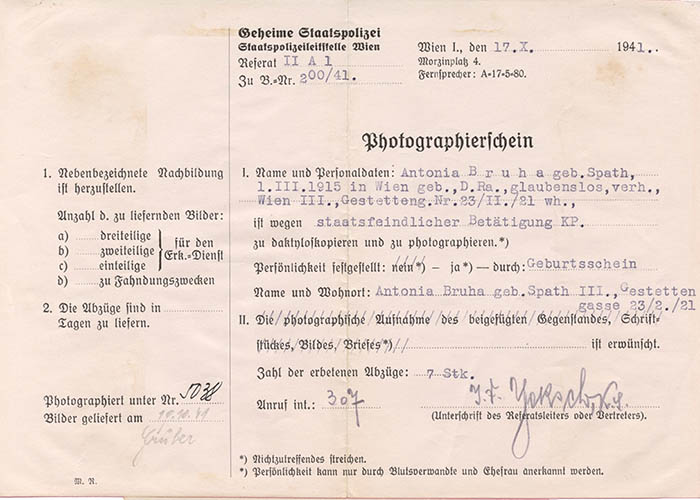 Geheime Staatspolizei
Staatspolizeileitstelle Wien
Referat II A 1
Zu B.=Nr. 200/41.
Wien I., den 17.X. 1941.
Morzinplatz 4.
Fernsprecher: A=17=5=80.
Photographierschein
1. Nebenbezeichnete Nachbildung
ist herzustellen.
Anzahl d. zu liefernden Bilder:
a) ........ dreiteilige
b) ........ zweiteilige
c) ........ einteilige
für den
Erk.=Dienst
d) ........ zu Fahndungszwecken
2. Die Abzüge sind in
Tagen zu liefern.
Photographiert unter Nr. 5038
Bilder geliefert am
M. N.
I. Name und Personaldaten: Antonia B r u h a geb. Spath,
1.III.1915 in Wien geb., D.Ra., glaubenslos, verh.,
Wien III., Gestetteng.Nr.23/II./21 wh.,
ist wegen staatsfeindlicher Betätigung KP.
zu daktyloskopieren und zu photographieren.*)
Persönlichkeit festgestellt: nein*) – ja*) – durch: Geburtsschein
Name und Wohnort: Antonia Bruha geb. Spath III., Gestetten
gasse 23/2./21
II. Die photographische Aufnahme des beigefügten Gegenstandes, Schrift=
stückes, Bildes, Briefes*) ist erwünscht.
Zahl der erbetenen Abzüge: 7 Stk.
Anruf int.: 307
(Unterschrift des Referatsleiters oder Vertreters).
*) Nichtzutreffendes streichen.
*) Persönlichkeit kann nur durch Blutsverwandte und Ehefrau anerkannt werden.